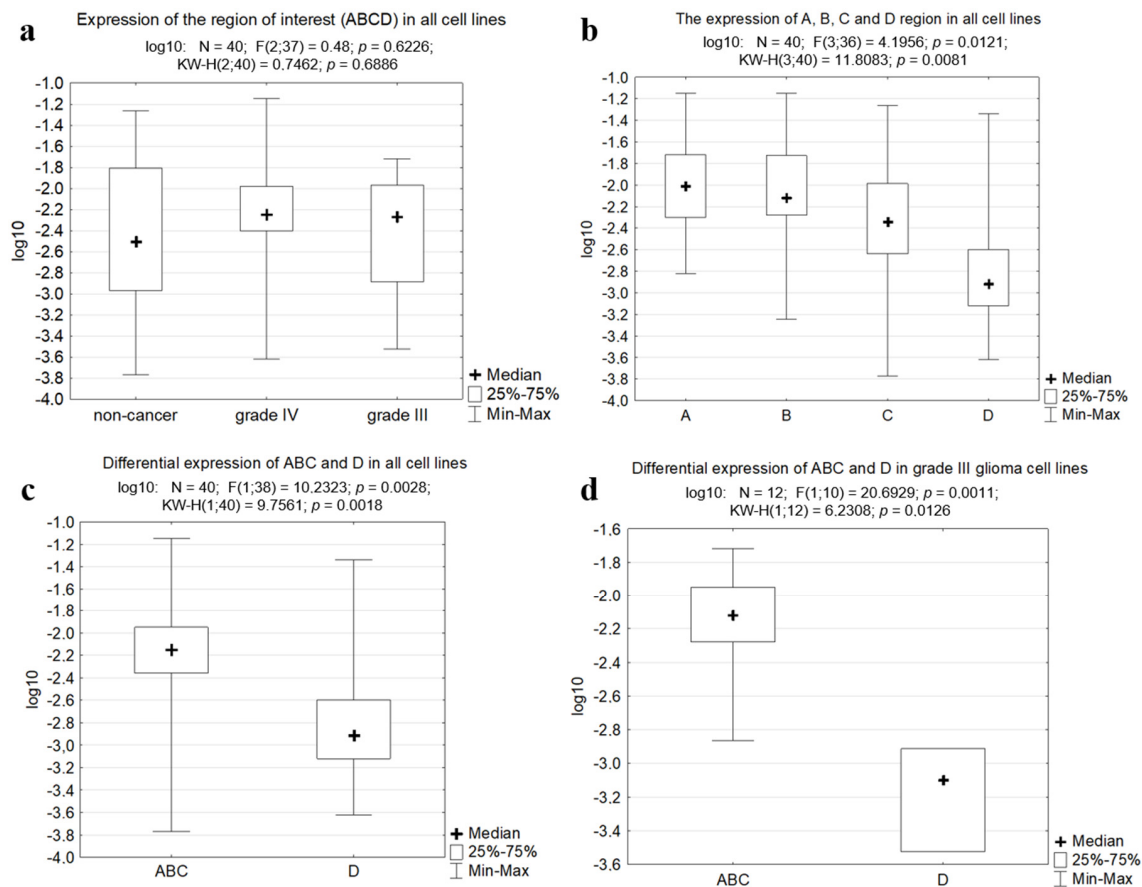 a
Expression of the region of interest (ABCD) in all cell lines
log10: N = 40; F(2;37) = 0.48; p = 0.6226;
KW-H(2;40) = 0.7462; p = 0.6886
-1.0
-1.2
-1.4
-1.6
-1.8
-2.0
-2.2
-2.4
-2.6
-2.8
-3.0
-3.2
-3.4
-3.6
-3.8
-4.0
log10
non-cancer grade IV grade III
Median
25%-75%
Min-Max
b
The expression of A, B, C and D region in all cell lines
log10: N = 40; F(3;36) = 4.1956; p = 0.0121;
KW-H(3;40) = 11.8083; p = 0.0081
-1.0
-1.2
-1.4
-1.6
-1.8
-2.0
-2.2
-2.4
-2.6
-2.8
-3.0
-3.2
-3.4
-3.6
-3.8
-4.0
log10
A B C D
Median
25%-75%
Min-Max
c
Differential expression of ABC and D in all cell lines
log10: N = 40; F(1;38) = 10.2323; p = 0.0028;
KW-H(1;40) = 9.7561; p = 0.0018
-1.0
-1.2
-1.4
-1.6
-1.8
-2.0
-2.2
-2.4
-2.6
-2.8
-3.0
-3.2
-3.4
-3.6
-3.8
-4.0
log10
ABC D
Median
25%-75%
Min-Max
d
Differential expression of ABC and D in grade III glioma cell lines
log10: N = 12; F(1;10) = 20.6929; p = 0.0011;
KW-H(1;12) = 6.2308; p = 0.0126
-1.6
-1.8
-2.0
-2.2
-2.4
-2.6
-2.8
-3.0
-3.2
-3.4
-3.6
log10
ABC D
Median
25%-75%
Min-Max